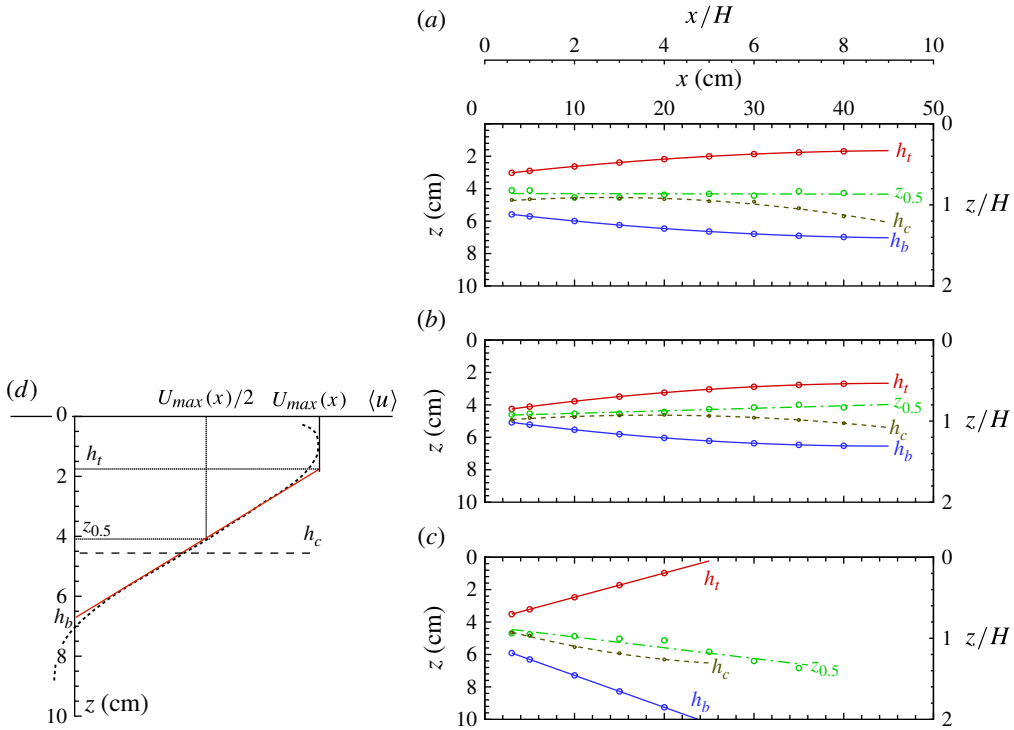 (a)
x/H
0 2 4 6 8 10
x (cm)
0 10 20 30 40 50
0
2
4
6
8
10
z (cm)
h_t
z_0.5
h_c
h_b
0
1
2
z/H
(b)
0
2
4
6
8
10
z (cm)
h_t
z_0.5
h_c
0
1
2
z/H
h_b
(c)
0
2
4
6
8
10
z (cm)
h_t
z_0.5
h_c
h_b
0
1
2
z/H
(d)
U_max(x)/2 U_max(x) ⟨u⟩
0
h_t
2
z_0.5
4
h_c
6
h_b
8
10
z (cm)